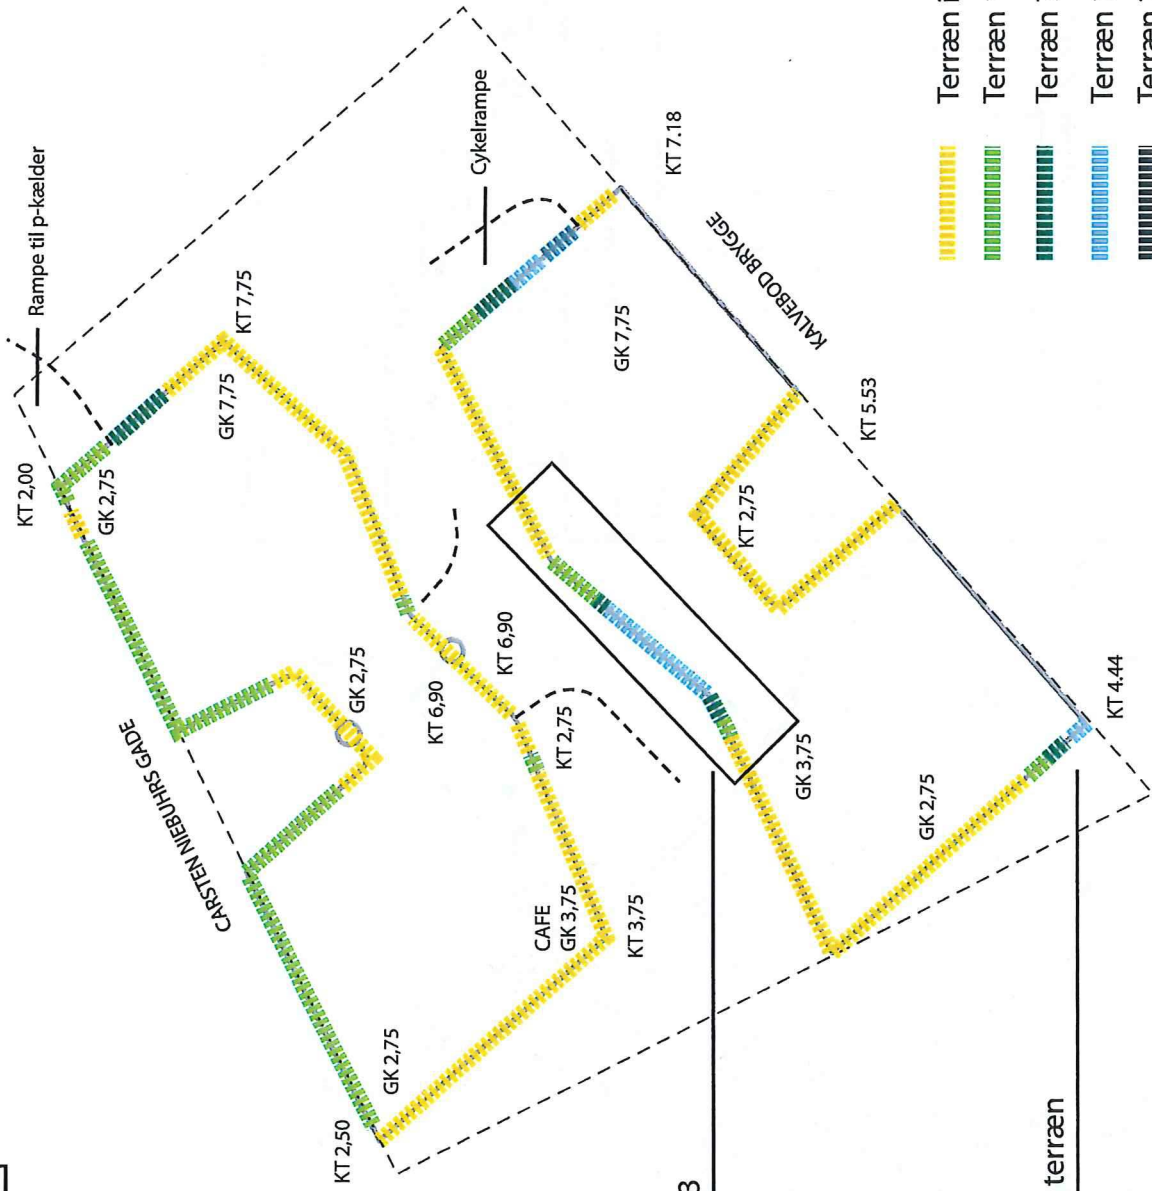 Rampe til p-kælder
Cykelrampe
KT 2,00
GK 2,75
GK 7,75
KT 7,75
KT 7.18
KALVEBOD BRYGGE
GK 7,75
KT 5.53
KT 2,75
CARSTEN NIEBUHRS GADE
GK 2,75
KT 6,90
KT 6,90
KT 2,75
GK 3,75
CAFE
GK 3,75
KT 3,75
GK 2,75
KT 4.44
GK 2,75
KT 2,50
terræn
Terræn
Terræn
Terræn
Terræn
Terræn